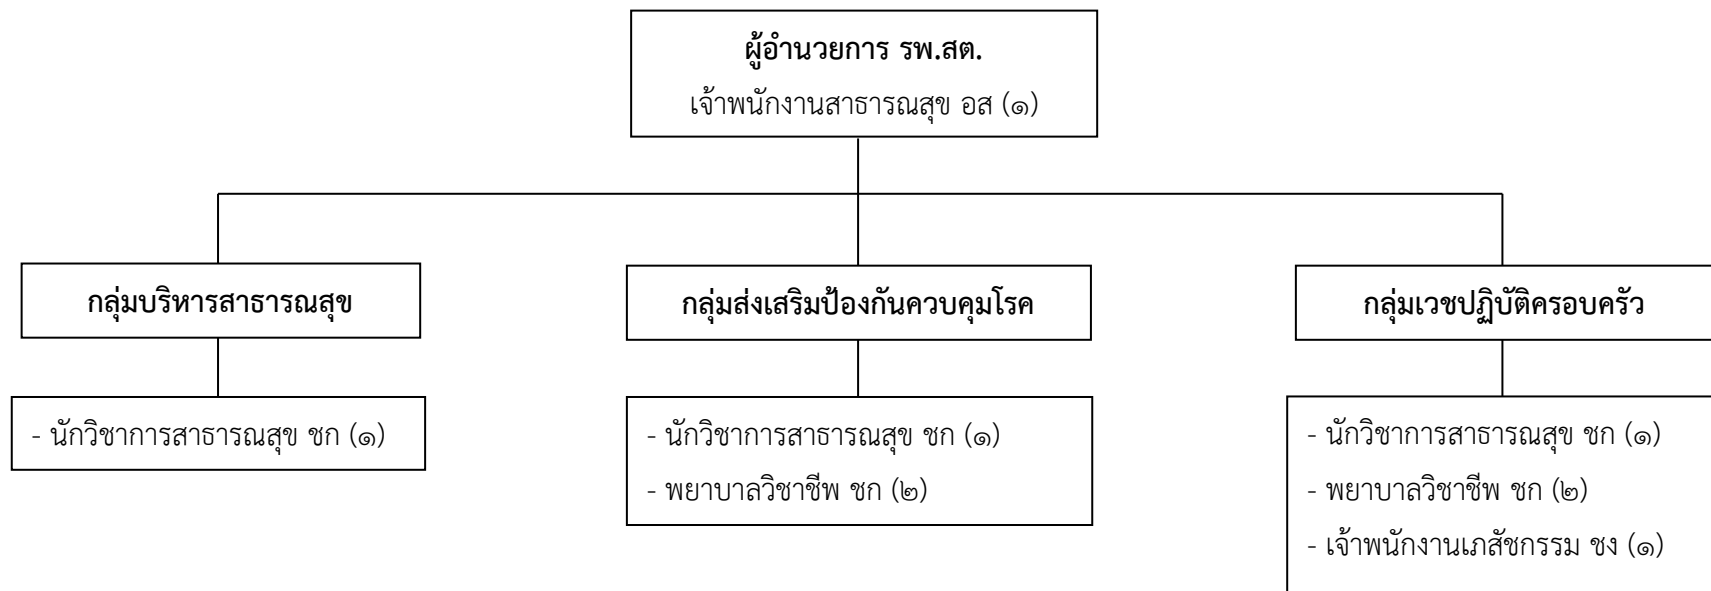 ผู้อำนวยการ รพ.สต.
เจ้าพนักงานสาธารณสุข อส (๑)
กลุ่มบริหารสาธารณสุข
- นักวิชาการสาธารณสุข ชก (๑)
กลุ่มส่งเสริมป้องกันควบคุมโรค
- นักวิชาการสาธารณสุข ชก (๑)
- พยาบาลวิชาชีพ ชก (๒)
กลุ่มเวชปฏิบัติครอบครัว
- นักวิชาการสาธารณสุข ชก (๑)
- พยาบาลวิชาชีพ ชก (๒)
- เจ้าพนักงานเภสัชกรรม ชง (๑)